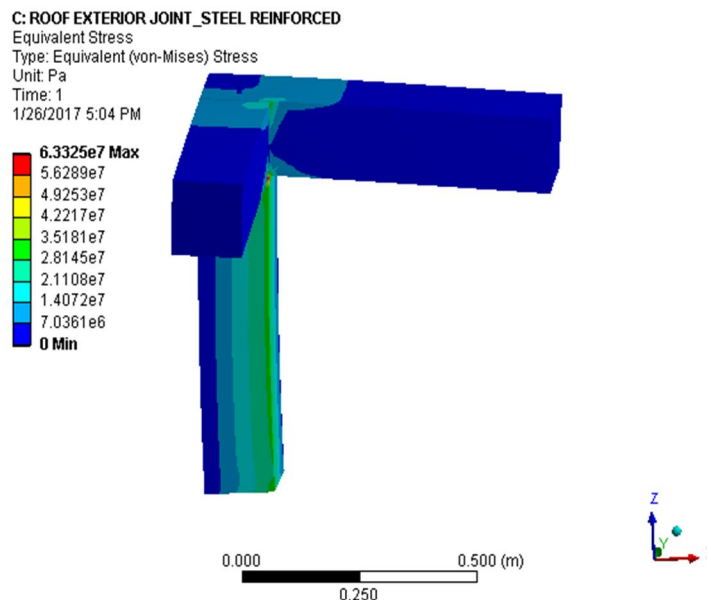 C: ROOF EXTERIOR JOINT_STEEL REINFORCED
Equivalent Stress
Type: Equivalent (von-Mises) Stress
Unit: Pa
Time: 1
1/26/2017 5:04 PM
6.3325e7 Max
5.6289e7
4.9253e7
4.2217e7
3.5181e7
2.8145e7
2.1108e7
1.4072e7
7.0361e6
0 Min
Z
Y
0.000 0.500 (m)
0.250